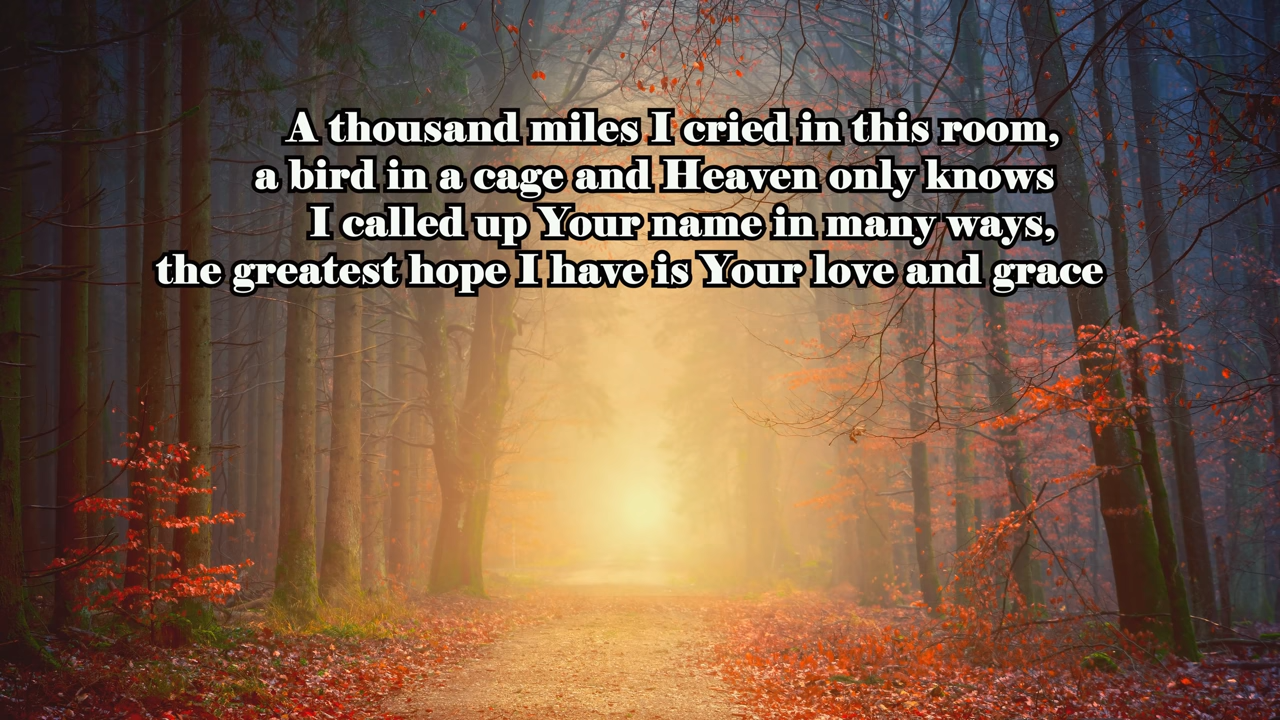 A thousand miles I cried in this room,
a bird in a cage and Heaven only knows
I called up Your name in many ways,
the greatest hope I have is Your love and grace